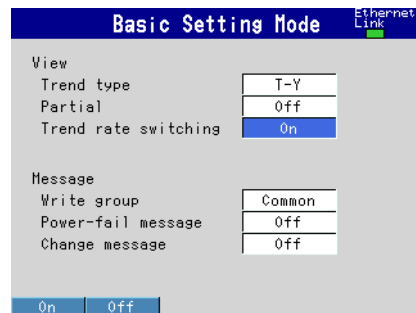 Basic Setting Mode
Ethernet
Link
View
Trend type T-Y
Partial Off
Trend rate switching On
Message
Write group Common
Power-fail message Off
Change message Off
On Off